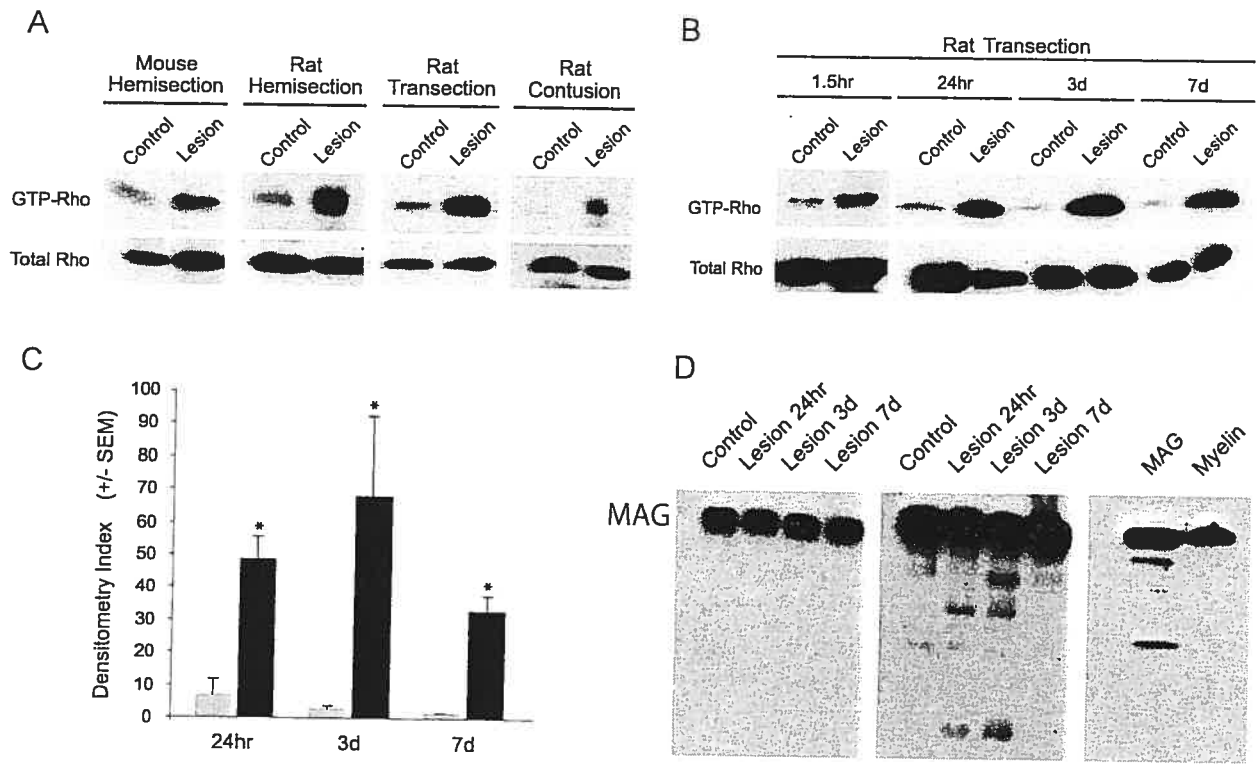 A
Mouse Hemisection
Rat Hemisection
Rat Transection
Rat Contusion
Control Lesion Control Lesion Control Lesion Control Lesion
GTP-Rho
Total Rho
B
Rat Transection
1.5hr 24hr 3d 7d
Control Lesion Control Lesion Control Lesion Control Lesion
GTP-Rho
Total Rho
C
Densitometry Index (+/- SEM)
100
90
80
70
60
50
40
30
20
10
0
* * *
24hr 3d 7d
D
Control Lesion 24hr Lesion 3d Lesion 7d
Control Lesion 24hr Lesion 3d Lesion 7d
MAG Myelin
MAG